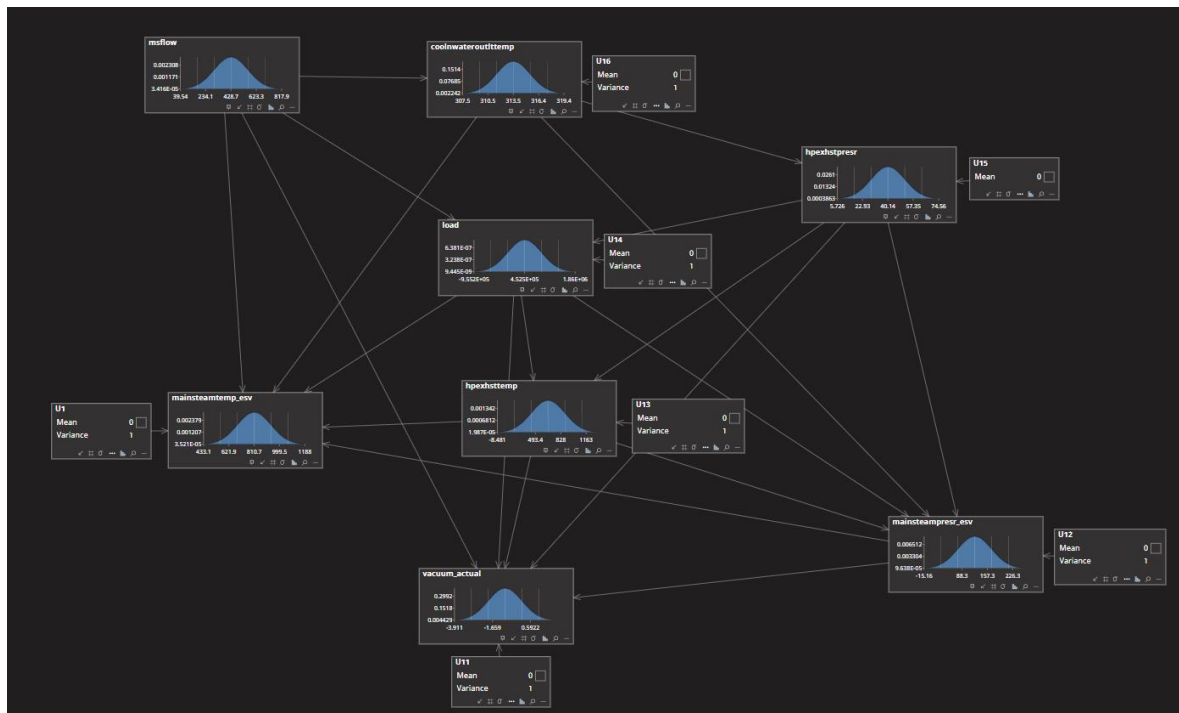 msflow
0.002308
0.001171
3.416E-05
39.54 234.1 428.7 623.3 817.9
coolnwateroutlttemp
0.1514
0.07685
0.002242
307.5 310.5 313.5 316.4 319.4
U16
Mean 0
Variance 1
hpexhstpresr
0.0261
0.01324
0.0003863
5.726 22.93 40.14 57.35 74.56
U15
Mean 0
load
6.381E-07
3.238E-07
9.445E-09
-9.552E+05 4.525E+05 1.86E+06
U14
Mean 0
Variance 1
mainsteamtemp_esv
0.002379
0.001207
3.521E-05
433.1 621.9 810.7 999.5 1188
U1
Mean 0
Variance 1
hpexhsttemp
0.001342
0.0006812
1.987E-05
-8.481 493.4 828 1163
U13
Mean 0
Variance 1
mainsteampresr_esv
0.006512
0.003304
9.638E-05
-15.16 88.3 157.3 226.3
U12
Mean 0
Variance 1
vacuum_actual
0.2992
0.1518
0.004429
-3.911 -1.659 0.5922
U11
Mean 0
Variance 1